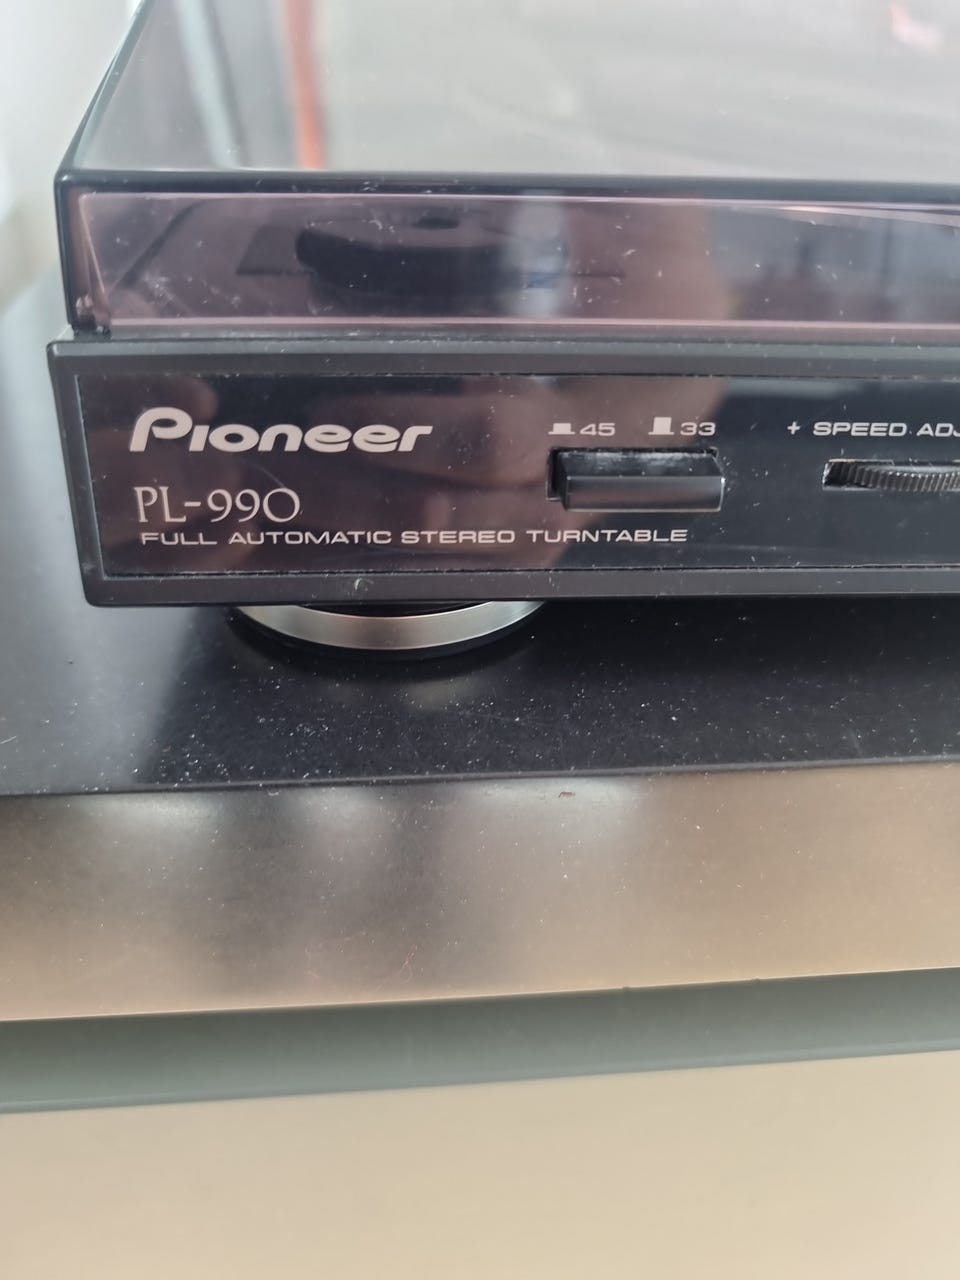 Pioneer
45 33 + SPEED ADJ
PL-990
FULL AUTOMATIC STEREO TURNTABLE